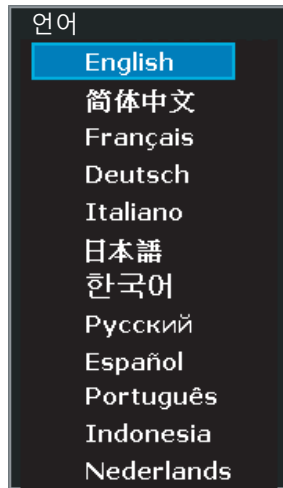 언어
English
简体中文
Français
Deutsch
Italiano
日本語
한국어
Русский
Español
Português
Indonesia
Nederlands